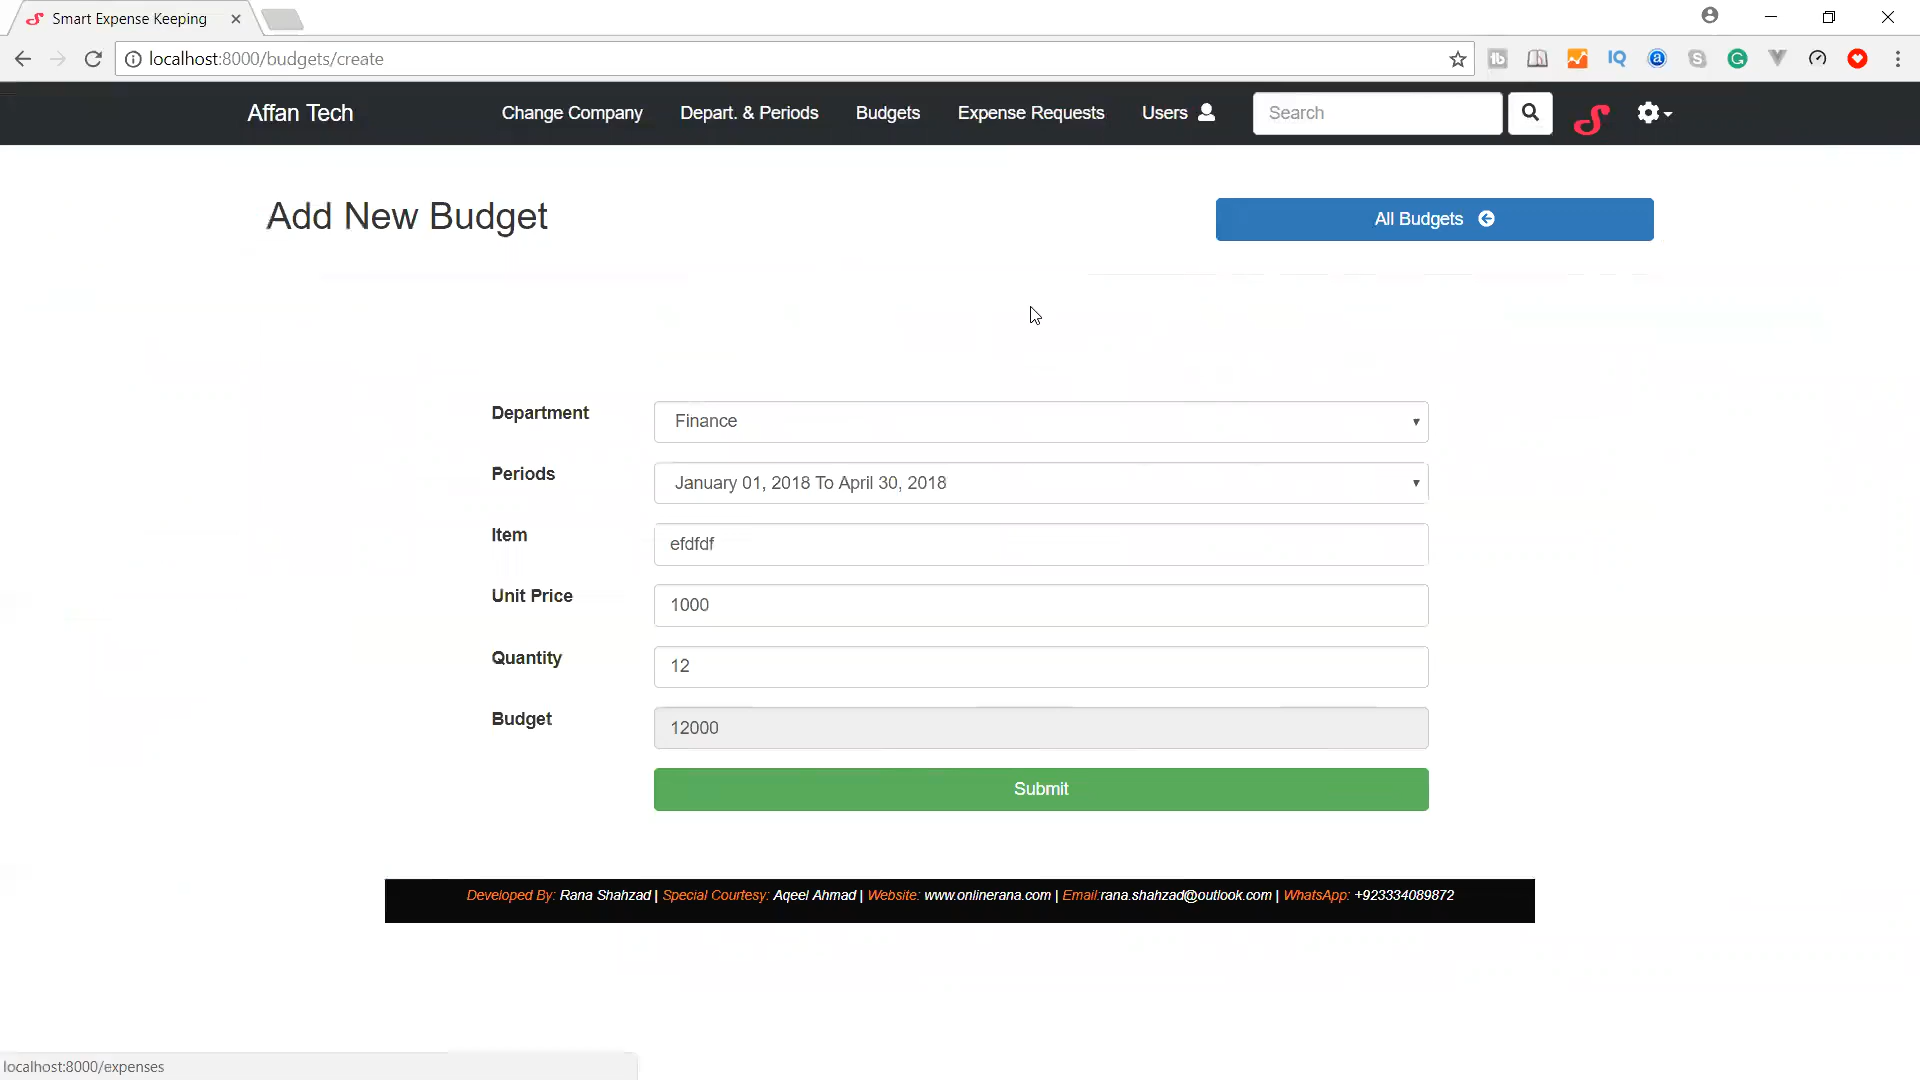 Smart Expense Keeping
localhost:8000/budgets/create
Affan Tech
Change Company
Depart. & Periods
Budgets
Expense Requests
Users
Search
Add New Budget
All Budgets
Department
Finance
Periods
January 01, 2018 To April 30, 2018
Item
efdfdf
Unit Price
1000
Quantity
12
Budget
12000
Submit
Developed By: Rana Shahzad | Special Courtesy: Aqeel Ahmad | Website: www.onlinerana.com | Email:rana.shahzad@outlook.com | WhatsApp: +923334089872
localhost:8000/expenses